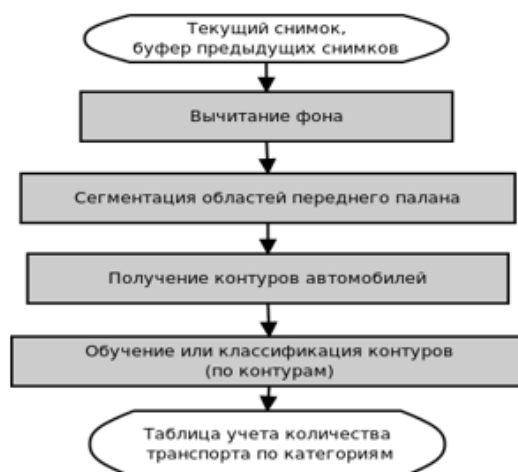 Текущий снимок,
буфер предыдущих снимков
Вычитание фона
Сегментация областей переднего палана
Получение контуров автомобилей
Обучение или классификация контуров
(по контурам)
Таблица учета количества
транспорта по категориям